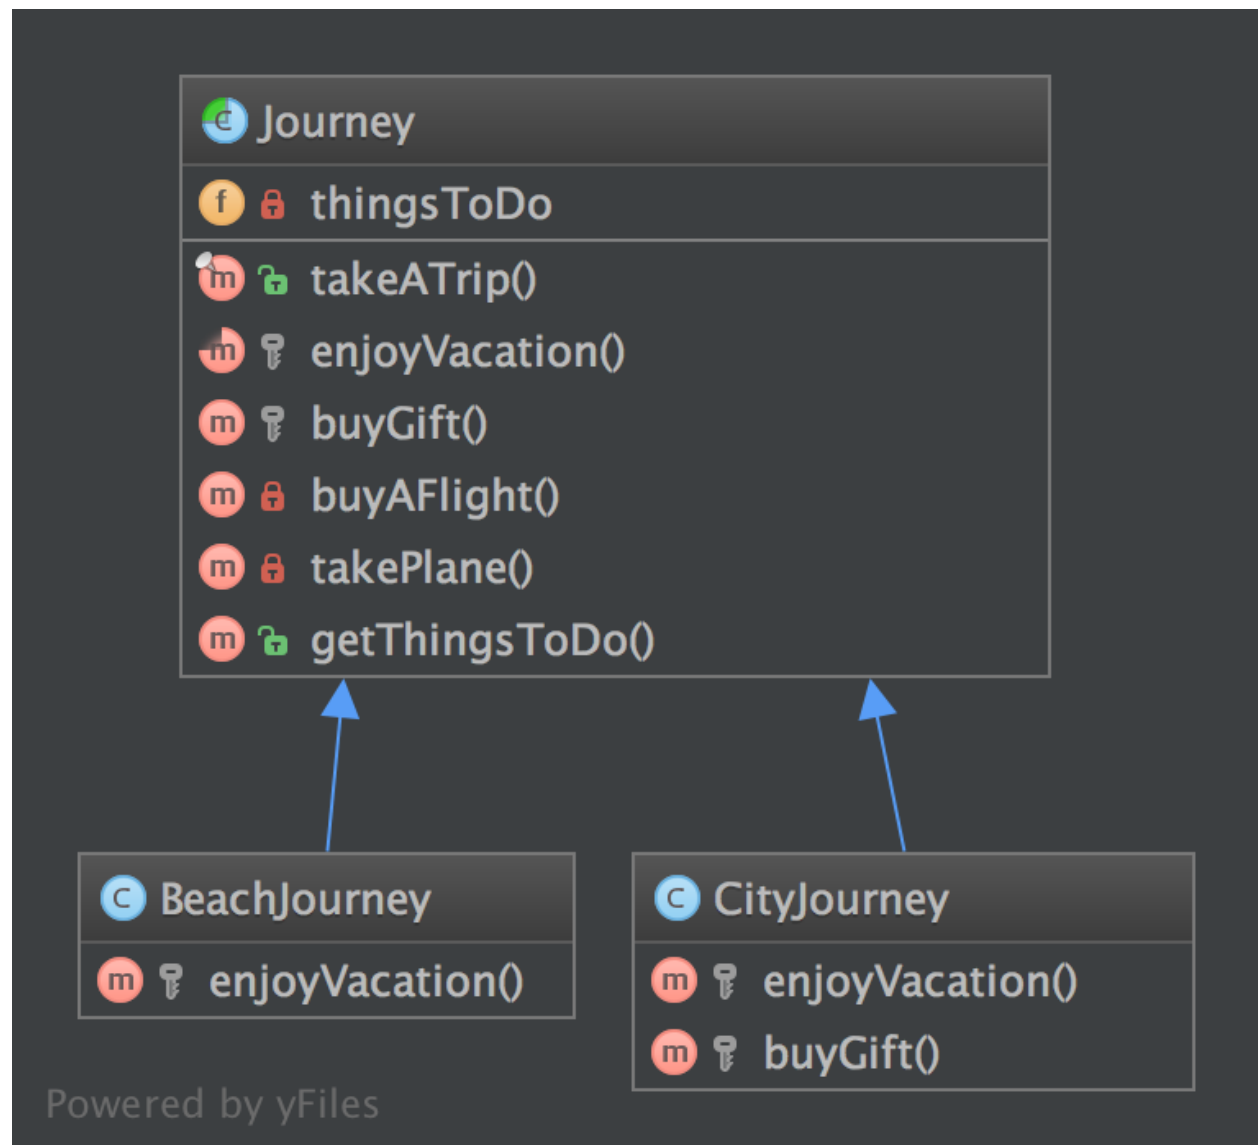 C Journey
f thingsToDo
m takeATrip()
m enjoyVacation()
m buyGift()
m buyAFlight()
m takePlane()
m getThingsToDo()
C BeachJourney
m enjoyVacation()
C CityJourney
m enjoyVacation()
m buyGift()
Powered by yFiles